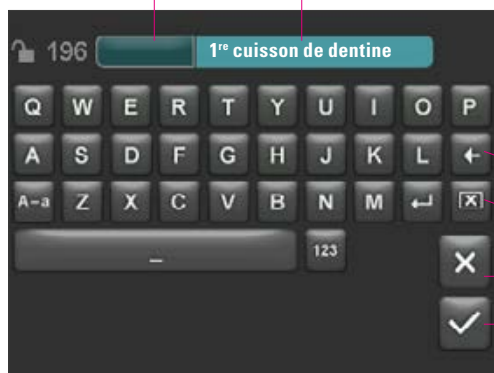 196 1re cuisson de dentine
Q W E R T Y U I O P
A S D F G H J K L
A-a Z X C V B N M
_ 123